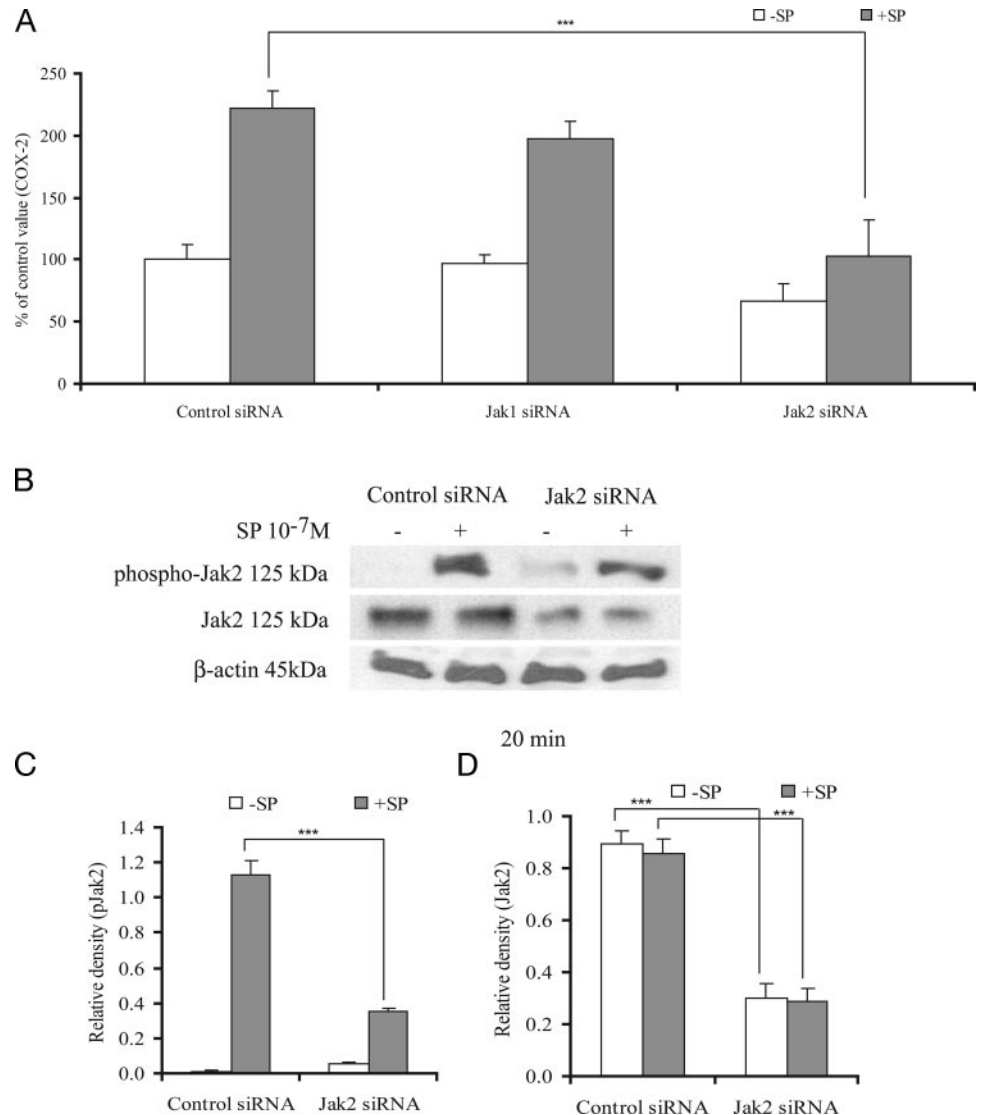 A
-SP +SP
***
% of control value (COX-2)
250
200
150
100
50
0
Control siRNA Jak1 siRNA Jak2 siRNA
B
Control siRNA Jak2 siRNA
SP 10⁻⁷M - + - +
phospho-Jak2 125 kDa
Jak2 125 kDa
β-actin 45kDa
20 min
C
-SP +SP
***
Relative density (pJak2)
1.4
1.2
1.0
0.8
0.6
0.4
0.2
0.0
Control siRNA Jak2 siRNA
D
-SP +SP
*** ***
Relative density (Jak2)
1.0
0.8
0.6
0.4
0.2
0.0
Control siRNA Jak2 siRNA